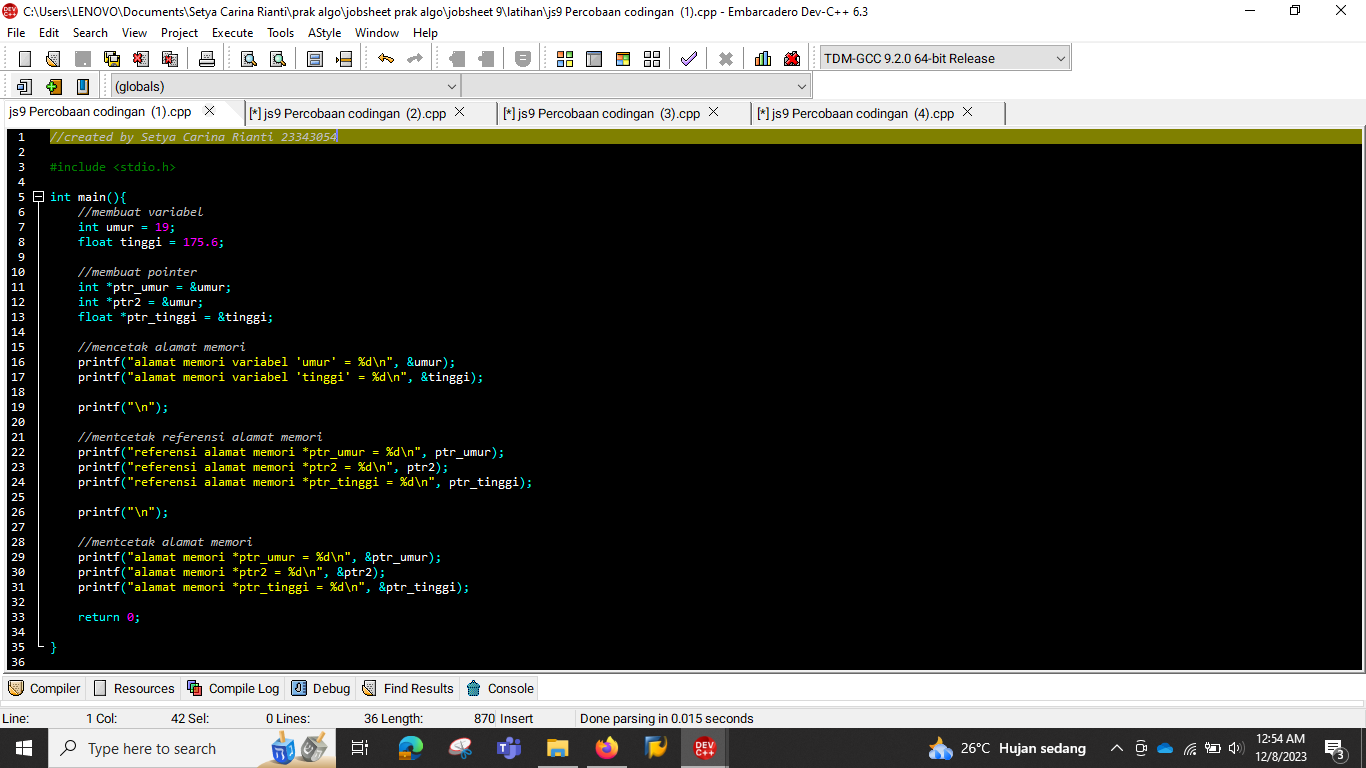 C:\Users\LENOVO\Documents\Setya Carina Rianti\prak algo\jobsheet prak algo\jobsheet 9\latihan\js9 Percobaan codingan  (1).cpp - Embarcadero Dev-C++ 6.3
File Edit Search View Project Execute Tools AStyle Window Help
TDM-GCC 9.2.0 64-bit Release
(globals)
js9 Percobaan codingan  (1).cpp [*] js9 Percobaan codingan  (2).cpp [*] js9 Percobaan codingan  (3).cpp [*] js9 Percobaan codingan  (4).cpp
1 //created by Setya Carina Rianti 23343054
2
3 #include <stdio.h>
4
5 int main(){
6     //membuat variabel
7     int umur = 19;
8     float tinggi = 175.6;
9
10     //membuat pointer
11     int *ptr_umur = &umur;
12     int *ptr2 = &umur;
13     float *ptr_tinggi = &tinggi;
14
15     //mencetak alamat memori
16     printf("alamat memori variabel 'umur' = %d\n", &umur);
17     printf("alamat memori variabel 'tinggi' = %d\n", &tinggi);
18
19     printf("\n");
20
21     //mentcetak referensi alamat memori
22     printf("referensi alamat memori *ptr_umur = %d\n", ptr_umur);
23     printf("referensi alamat memori *ptr2 = %d\n", ptr2);
24     printf("referensi alamat memori *ptr_tinggi = %d\n", ptr_tinggi);
25
26     printf("\n");
27
28     //mentcetak alamat memori
29     printf("alamat memori *ptr_umur = %d\n", &ptr_umur);
30     printf("alamat memori *ptr2 = %d\n", &ptr2);
31     printf("alamat memori *ptr_tinggi = %d\n", &ptr_tinggi);
32
33     return 0;
34
35 }
36
Compiler Resources Compile Log Debug Find Results Console
Line: 1 Col: 42 Sel: 0 Lines: 36 Length: 870 Insert Done parsing in 0.015 seconds
Type here to search 26°C Hujan sedang 12:54 AM
12/8/2023 3